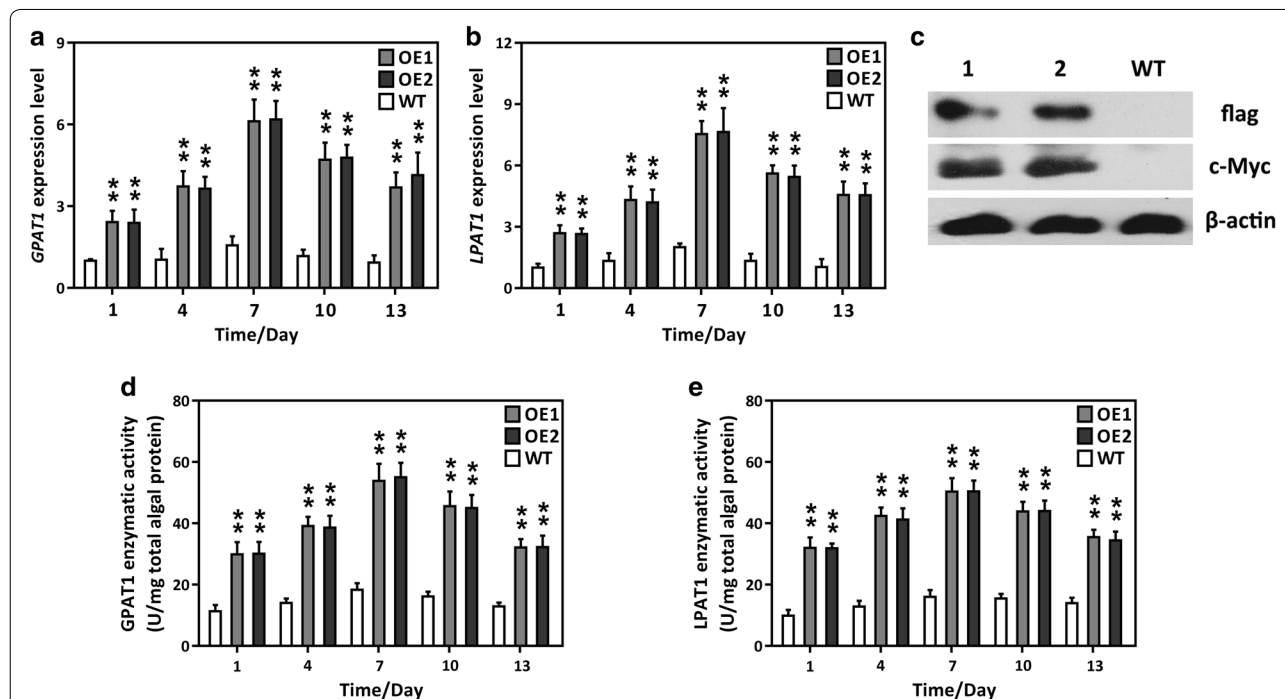 a
GPAT1 expression level
9
6
3
0
**
**
**
**
**
**
**
**
**
**
OE1
OE2
WT
1 4 7 10 13
Time/Day
b
LPAT1 expression level
12
9
6
3
0
**
**
**
**
**
**
**
**
**
**
OE1
OE2
WT
1 4 7 10 13
Time/Day
c
1 2 WT
flag
c-Myc
β-actin
d
GPAT1 enzymatic activity
(U/mg total algal protein)
80
60
40
20
0
**
**
**
**
**
**
**
**
**
**
OE1
OE2
WT
1 4 7 10 13
Time/Day
e
LPAT1 enzymatic activity
(U/mg total algal protein)
80
60
40
20
0
**
**
**
**
**
**
**
**
**
**
OE1
OE2
WT
1 4 7 10 13
Time/Day